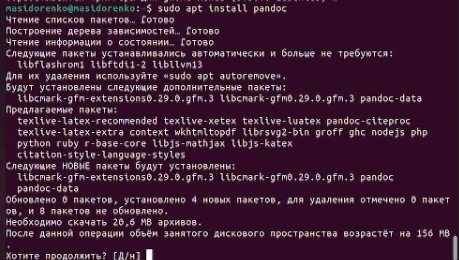 masidorenko@masidorenko:~$ sudo apt install pandoc
Чтение списков пакетов… Готово
Построение дерева зависимостей… Готово
Чтение информации о состоянии… Готово
Следующие пакеты устанавливались автоматически и больше не требуются:
libflashrom1 libftdi1-2 libllvm13
Для их удаления используйте «sudo apt autoremove».
Будут установлены следующие дополнительные пакеты:
libcmark-gfm-extensions0.29.0.gfm.3 libcmark-gfm0.29.0.gfm.3 pandoc-data
Предлагаемые пакеты:
texlive-latex-recommended texlive-xetex texlive-luatex pandoc-citeproc
texlive-latex-extra context wkhtmltopdf librsvg2-bin groff ghc nodejs php
python ruby r-base-core libjs-mathjax libjs-katex
citation-style-language-styles
Следующие НОВЫЕ пакеты будут установлены:
libcmark-gfm-extensions0.29.0.gfm.3 libcmark-gfm0.29.0.gfm.3 pandoc
pandoc-data
Обновлено 0 пакетов, установлено 4 новых пакетов, для удаления отмечено 0 пакет
ов, и 8 пакетов не обновлено.
Необходимо скачать 20,6 MB архивов.
После данной операции объём занятого дискового пространства возрастёт на 156 MB
.
Хотите продолжить? [Д/н]